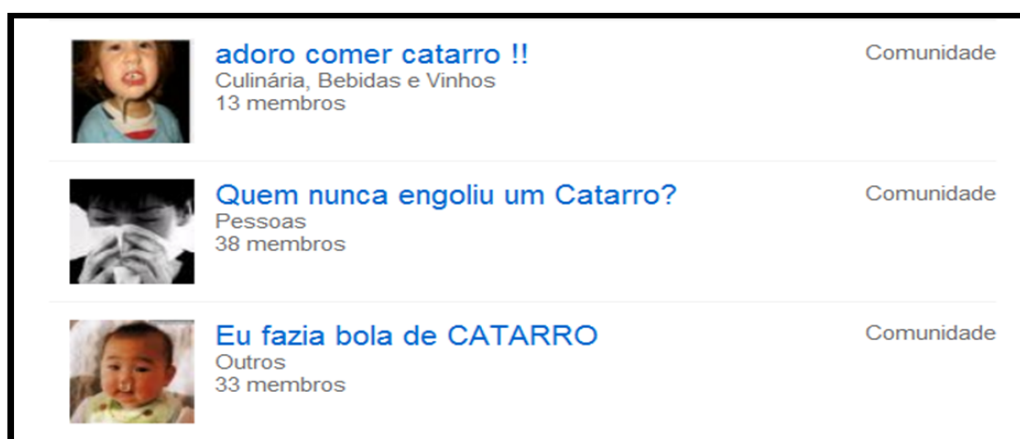 adoro comer catarro !!
Comunidade
Culinária, Bebidas e Vinhos
13 membros
Quem nunca engoliu um Catarro?
Comunidade
Pessoas
38 membros
Eu fazia bola de CATARRO
Comunidade
Outros
33 membros